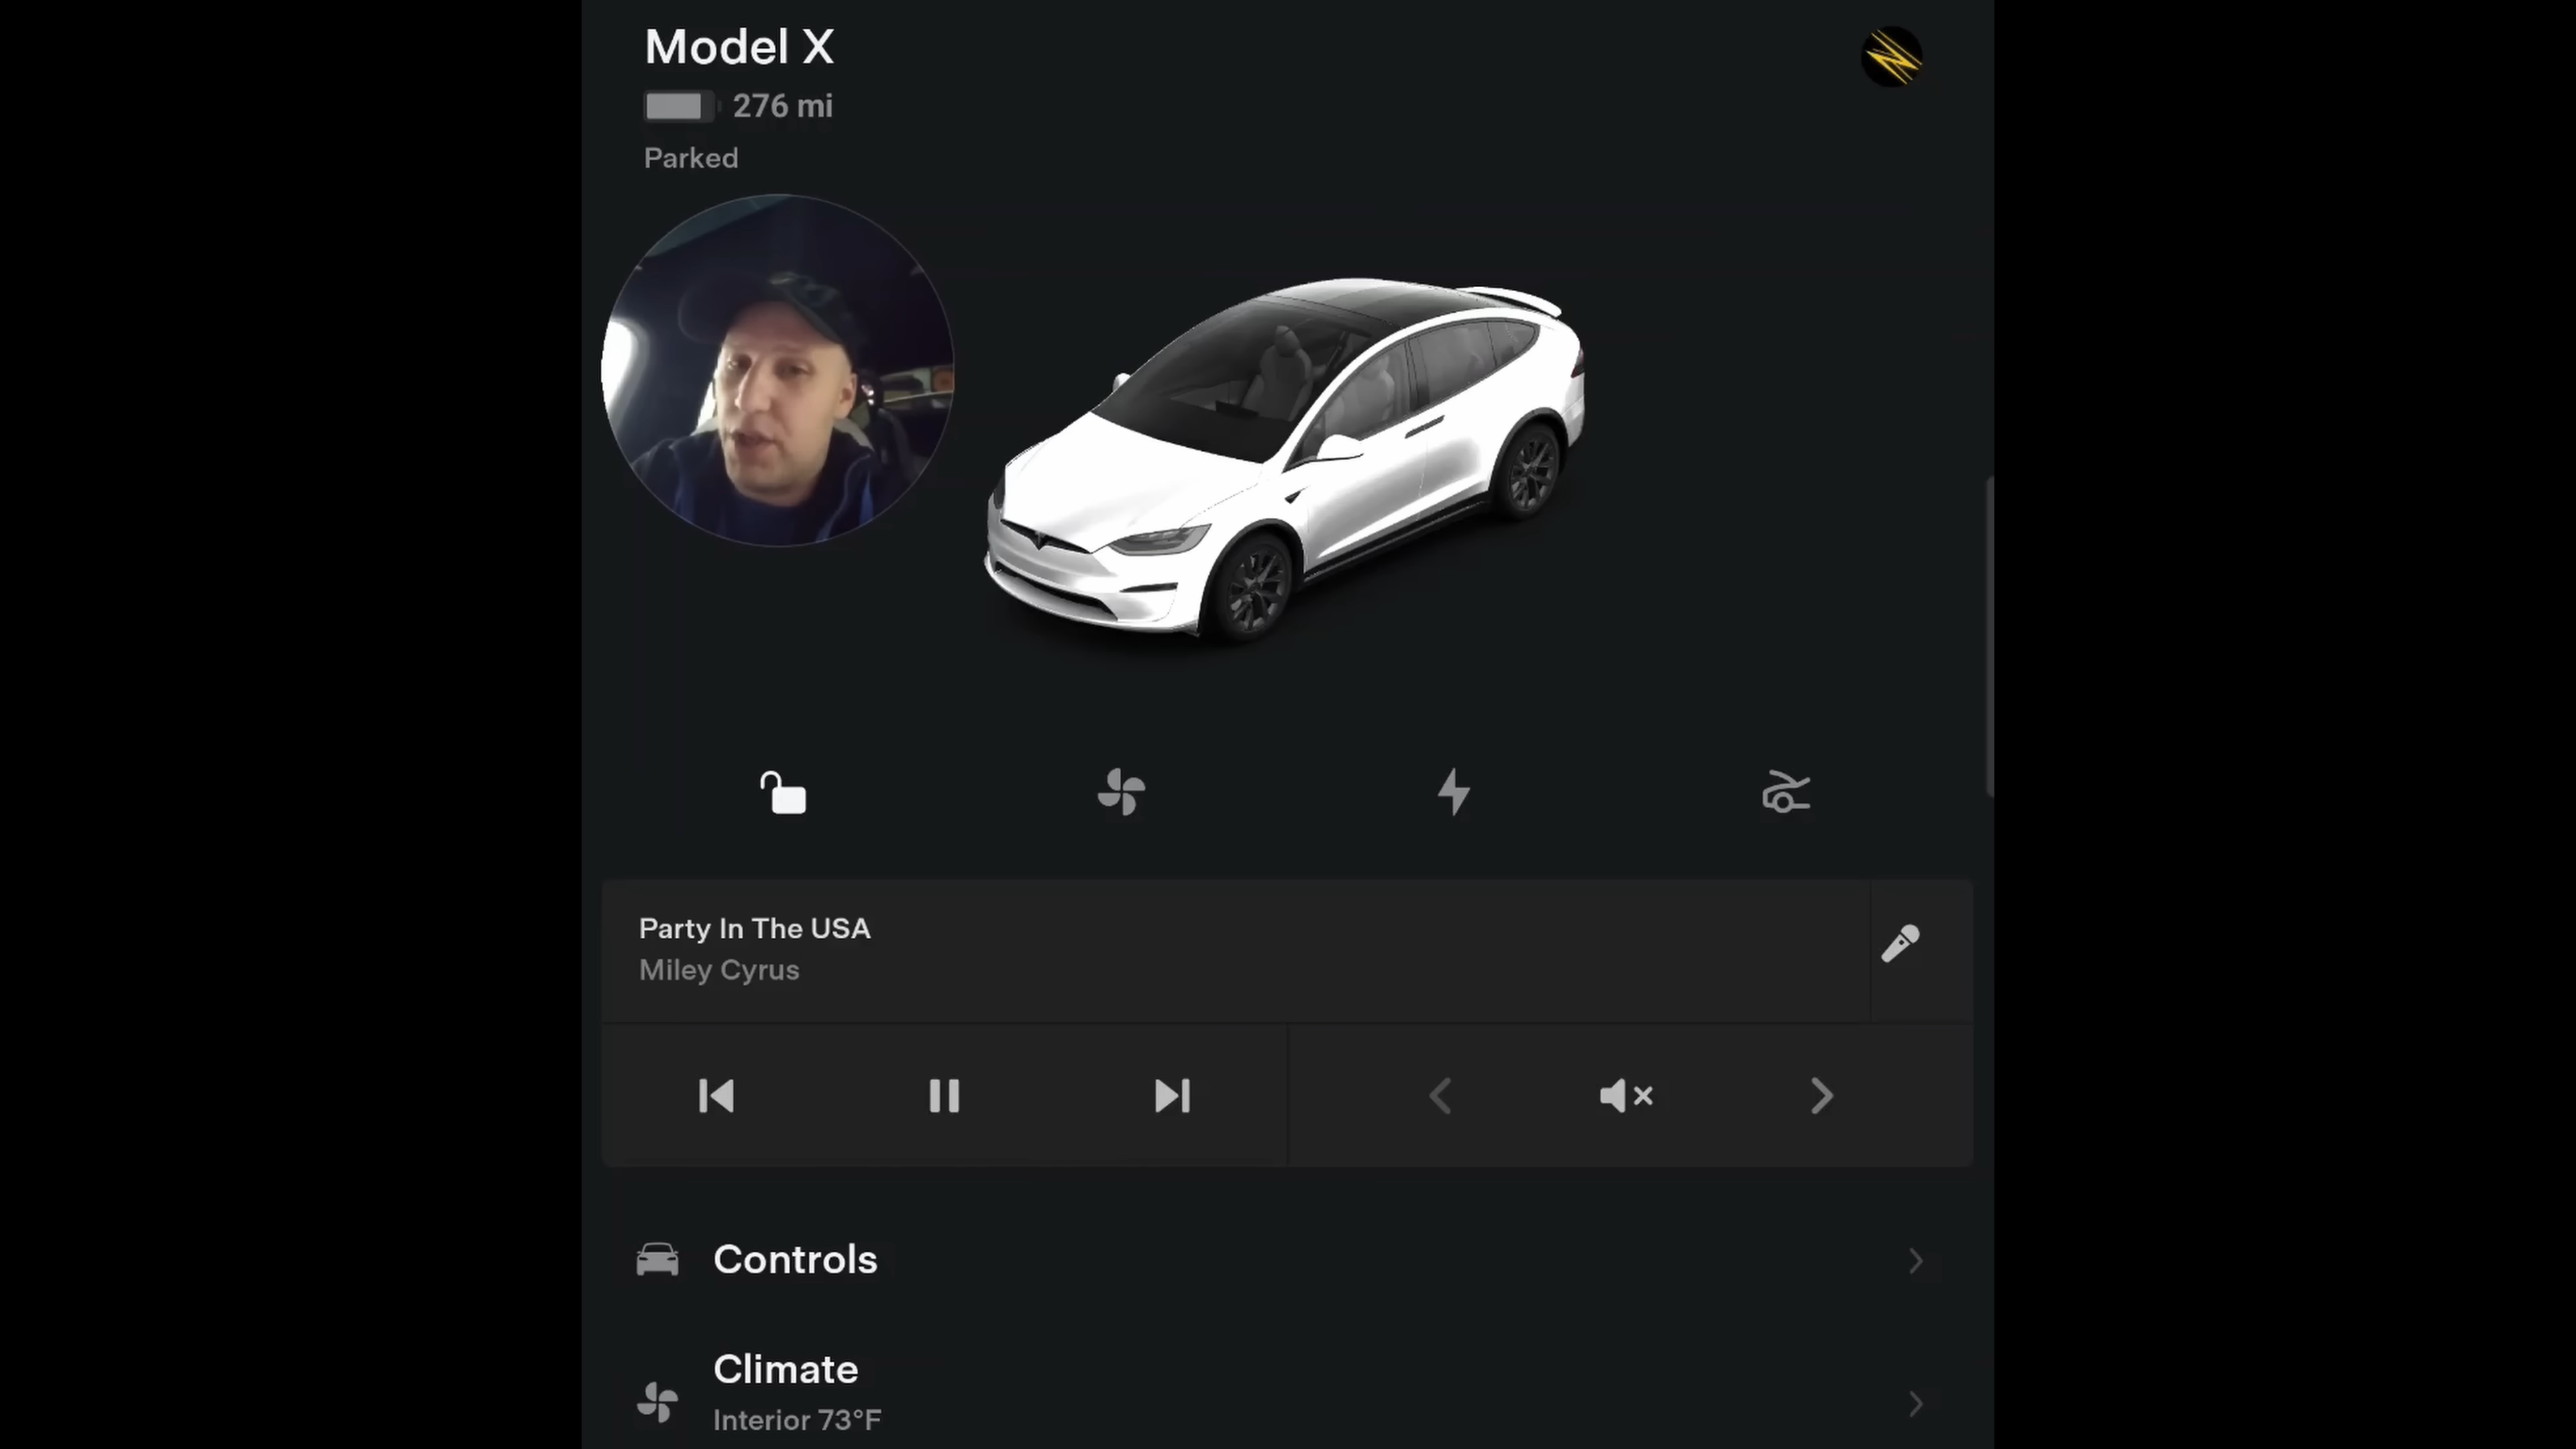 Model X
276 mi
Parked
Party In The USA
Miley Cyrus
Controls
Climate
Interior 73°F